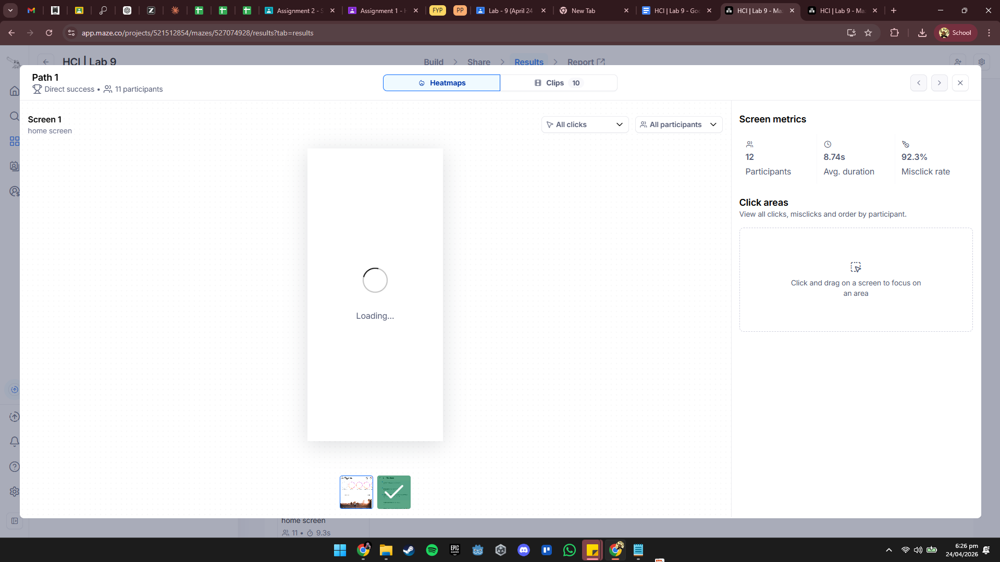 Assignment 2 - S
Assignment 1 - H
FYP
PP
Lab - 9 (April 24
New Tab
HCI | Lab 9 - Goo
HCI | Lab 9 - Maz
HCI | Lab 9 - Maz
app.maze.co/projects/521512854/mazes/527074928/results?tab=results
School
HCI | Lab 9
Build
Share
Results
Report
Path 1
Direct success • 11 participants
Heatmaps
Clips 10
Screen 1
home screen
All clicks
All participants
Loading...
Screen metrics
12
Participants
8.74s
Avg. duration
92.3%
Misclick rate
Click areas
View all clicks, misclicks and order by participant.
Click and drag on a screen to focus on
an area
home screen
11 • 9.3s
EPIC
GAMES
6:26 pm
24/04/2026